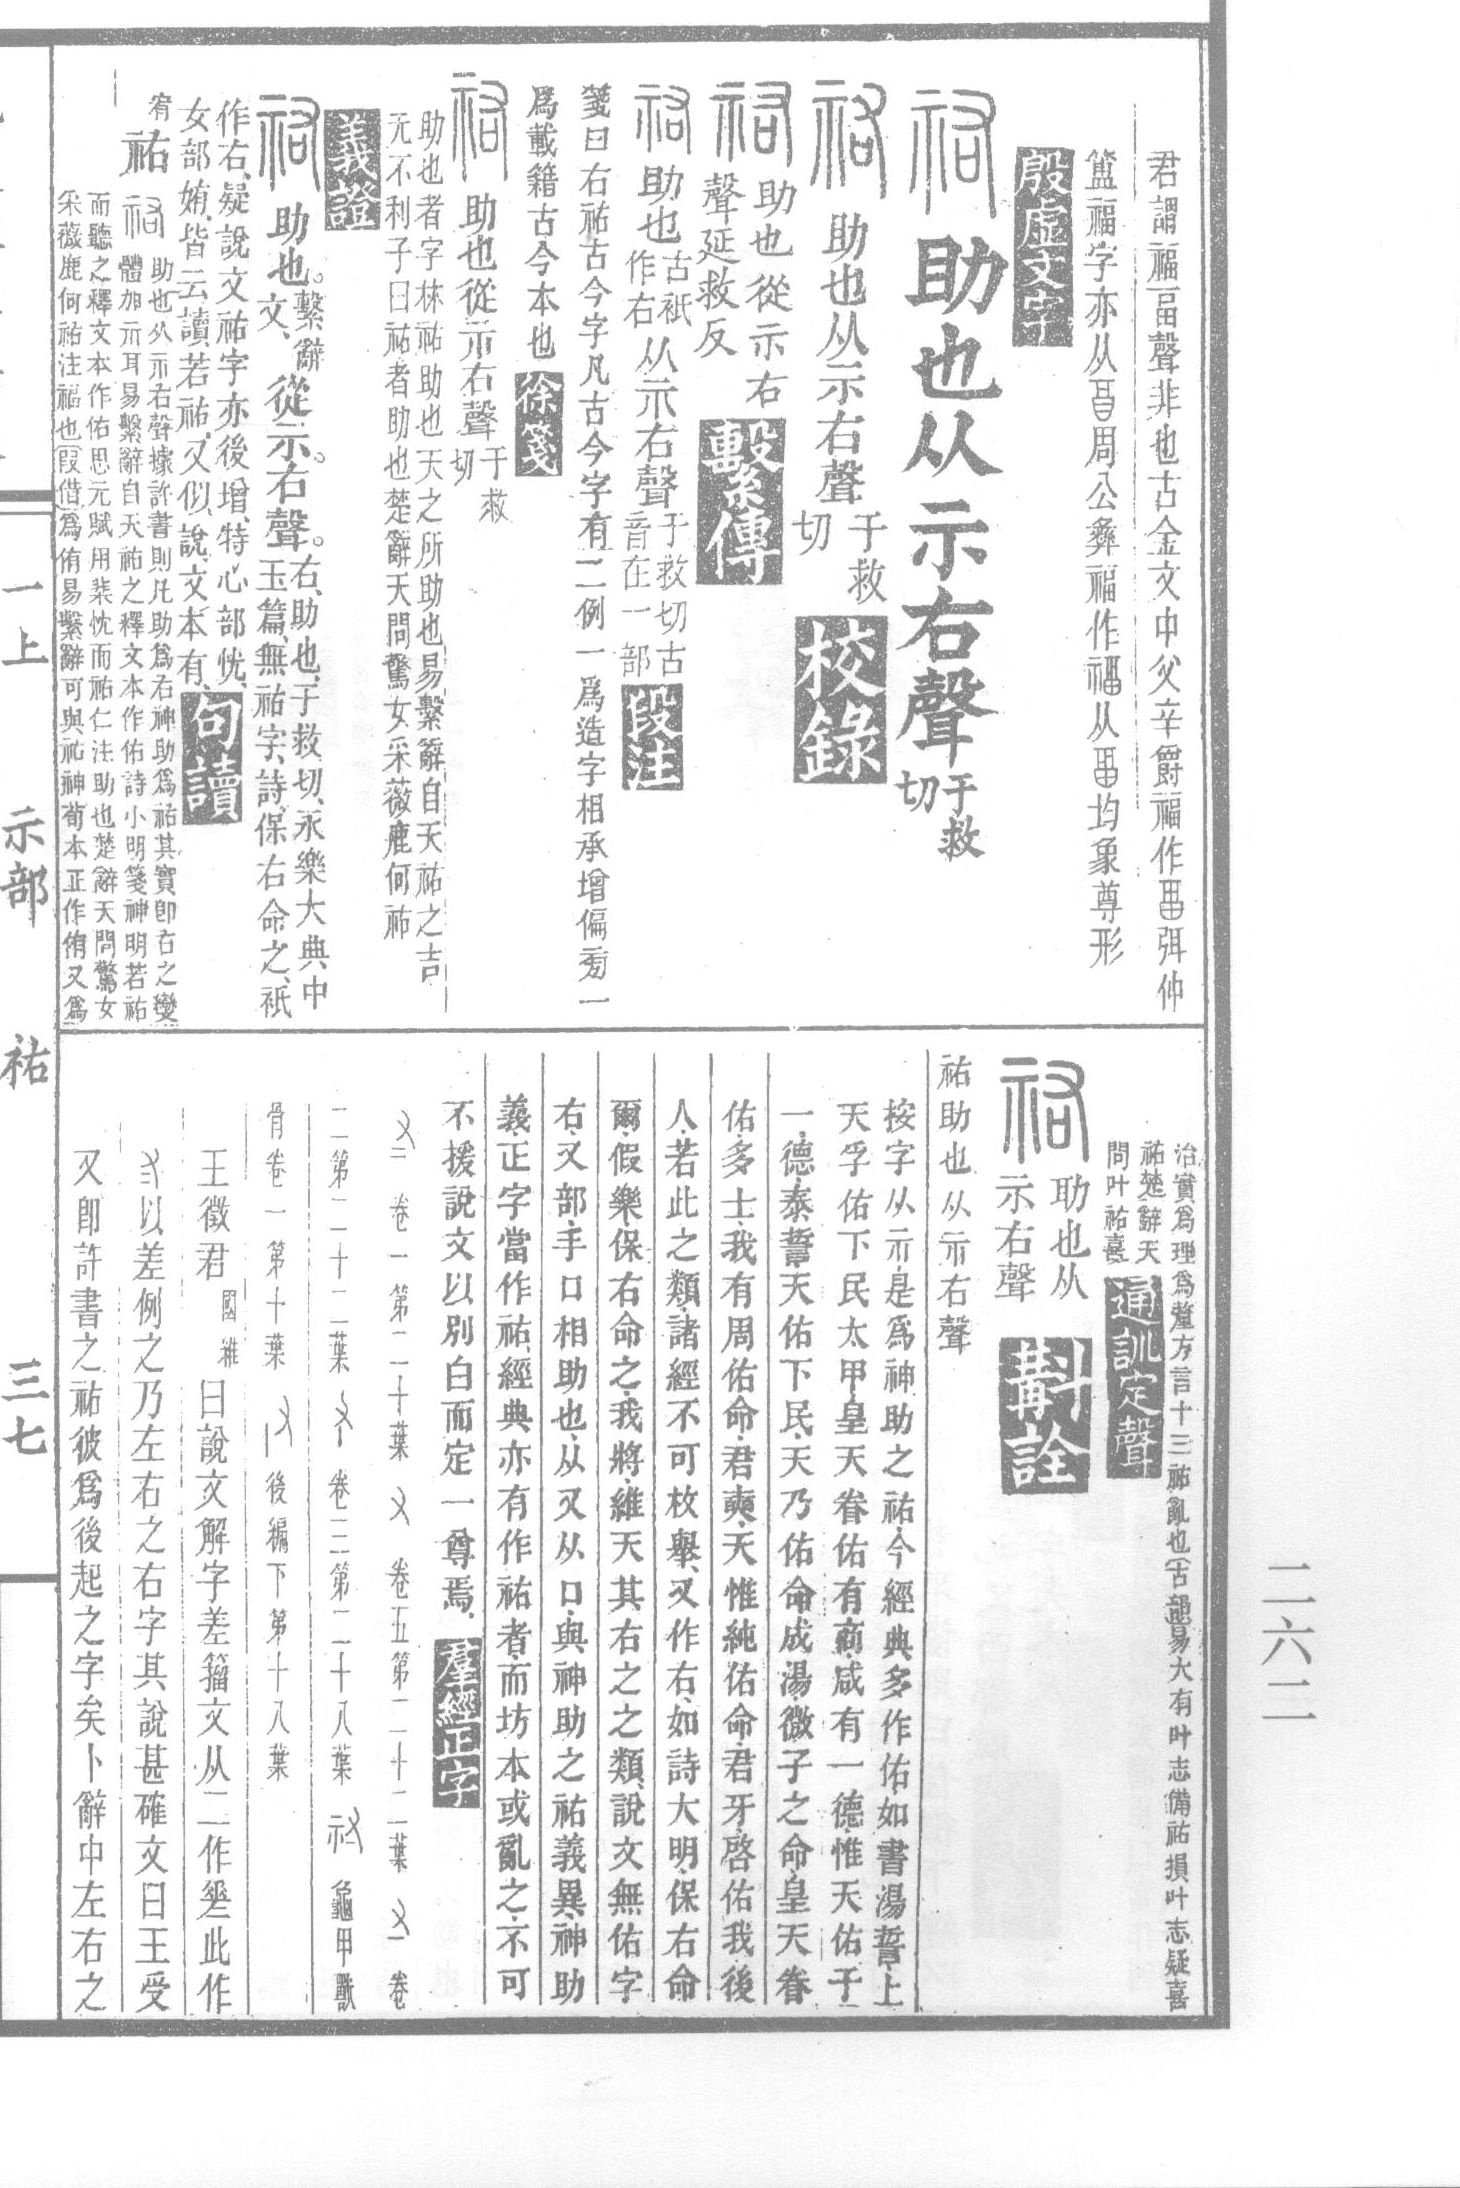 君謂福畐聲非也古金文中父辛爵福作畐弭仲
簠福字亦从畐周公彝福作福从畐均象尊形
殷虛文字
祐 助也从示右聲 于救切
祐 助也从示右聲 于救切 校錄
祐 助也從示右聲延救反 繫傳
祐 助也古衹作右从示右聲 于救切古音在一部 段注
箋曰右祐古今字凡古今字有二例一爲造字相承增偏旁一
爲載籍古今本也 徐箋
祐 助也從示右聲 于救切
助也者字林祐助也天之所助也易繫辭自天祐之吉
无不利子曰祐者助也楚辭天問驚女采薇鹿何祐
義證
祐 助也。繫辭文、從示右聲。右、助也、于救切、永樂大典、中
玉篇、無祐字、詩、保右命之、衹
作右、疑說文祐字亦後增、特心部忧、
女部姷、皆云、讀若祐、又似說文本有、 句讀
宥 祐
祐 助也从示右聲據許書則凡助爲右神助爲祐其實卽右之變
體加示耳易繫辭自天祐之釋文本作佑詩小明箋神明若祐
而聽之釋文本作佑思元賦用棐忱而祐仁注助也楚辭天問驚女
采薇鹿何祐注福也〔叚借〕爲侑易繫辭可與祐神荀本正作侑又爲
治實爲理爲釐方言十三祐亂也〔古韻〕易大有叶志備祐損叶志疑喜
祐楚辭天
問叶祐喜 通訓定聲
祐 助也从示右聲 斠詮
祐助也从示右聲
按字从示是爲神助之祐今經典多作佑如書湯誓上
天孚佑下民太甲皇天眷佑有商咸有一德惟天佑于
一德泰誓天佑下民天乃佑命成湯微子之命皇天眷
佑多士我有周佑命君奭天惟純佑命君牙啓佑我後
人若此之類諸經不可枚舉又作右如詩大明保右命
爾假樂保右命之我將維天其右之之類說文無佑字
右又部手口相助也从又从口與神助之祐義異神助
義正字當作祐經典亦有作祐者而坊本或亂之不可
不援說文以別白而定一尊焉、 羣經正字
卷一第二十葉 卷五第二十二葉 卷
二第二十二葉 卷三第二十八葉 龜甲獸
骨卷一第十葉 後編下第十八葉
王徵君國維曰說文解字差籀文从二作𢀩此作
以差例之乃左右之右字其說甚確文曰王受
又卽許書之祐彼爲後起之字矣卜辭中左右之
一上 示部 祐 三七
二六二